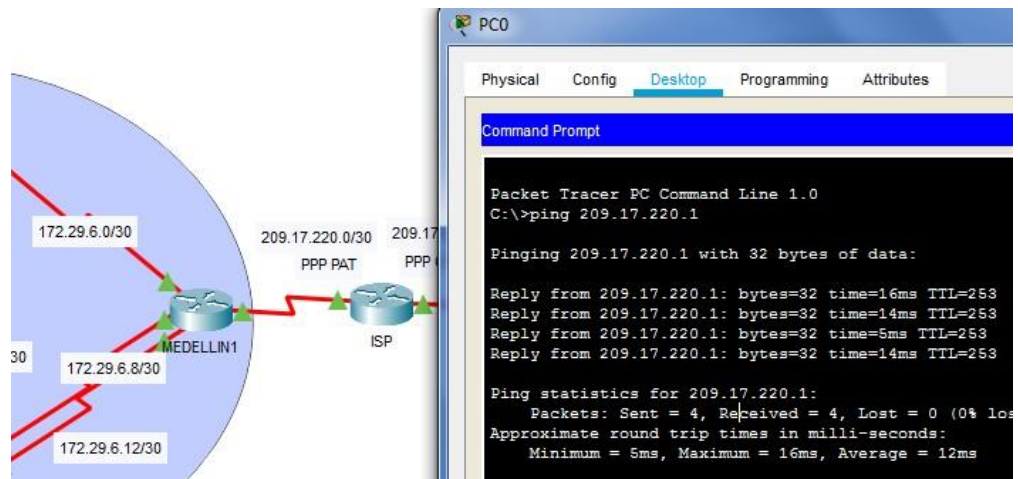 PC0
Physical Config Desktop Programming Attributes
Command Prompt
Packet Tracer PC Command Line 1.0
C:\>ping 209.17.220.1
Pinging 209.17.220.1 with 32 bytes of data:
Reply from 209.17.220.1: bytes=32 time=16ms TTL=253
Reply from 209.17.220.1: bytes=32 time=14ms TTL=253
Reply from 209.17.220.1: bytes=32 time=5ms TTL=253
Reply from 209.17.220.1: bytes=32 time=14ms TTL=253
Ping statistics for 209.17.220.1:
Packets: Sent = 4, Received = 4, Lost = 0 (0% los
Approximate round trip times in milli-seconds:
Minimum = 5ms, Maximum = 16ms, Average = 12ms
172.29.6.0/30
209.17.220.0/30 209.17
PPP PAT PPP
MEDELLIN1
ISP
30
172.29.6.8/30
172.29.6.12/30